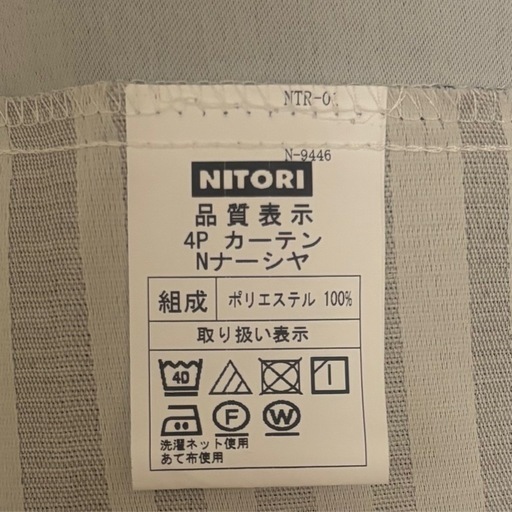 NTR-0
N-9446
NITORI
品質表示
4P カーテン
Nナーシヤ
組成 ポリエステル 100%
取り扱い表示
40
F W
洗濯ネット使用
あて布使用